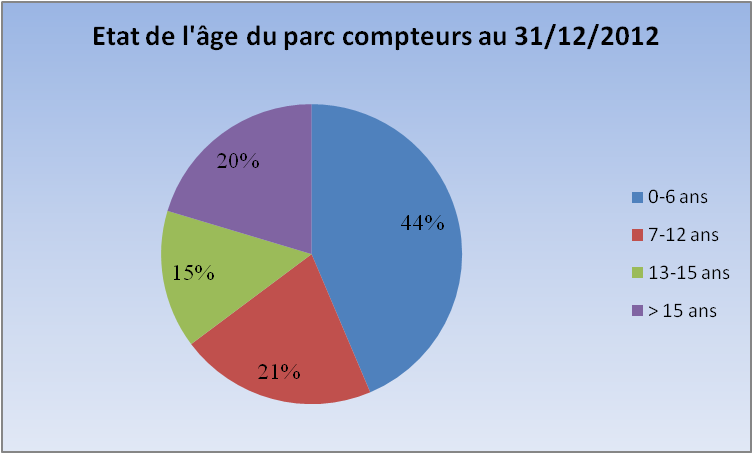 Etat de l'âge du parc compteurs au 31/12/2012
20%
44%
15%
21%
0-6 ans
7-12 ans
13-15 ans
> 15 ans